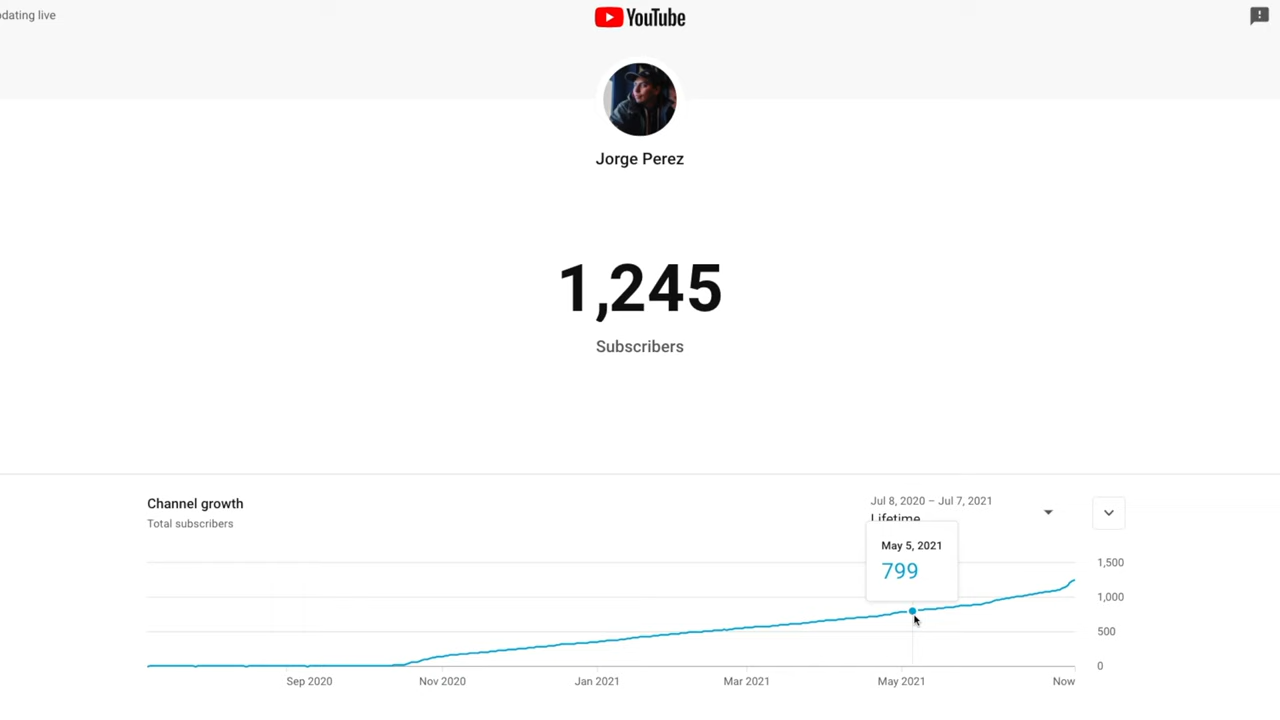 dating live
YouTube
Jorge Perez
1,245
Subscribers
Channel growth
Total subscribers
Jul 8, 2020 – Jul 7, 2021
Lifetime
May 5, 2021
799
1,500
1,000
500
0
Sep 2020
Nov 2020
Jan 2021
Mar 2021
May 2021
Now